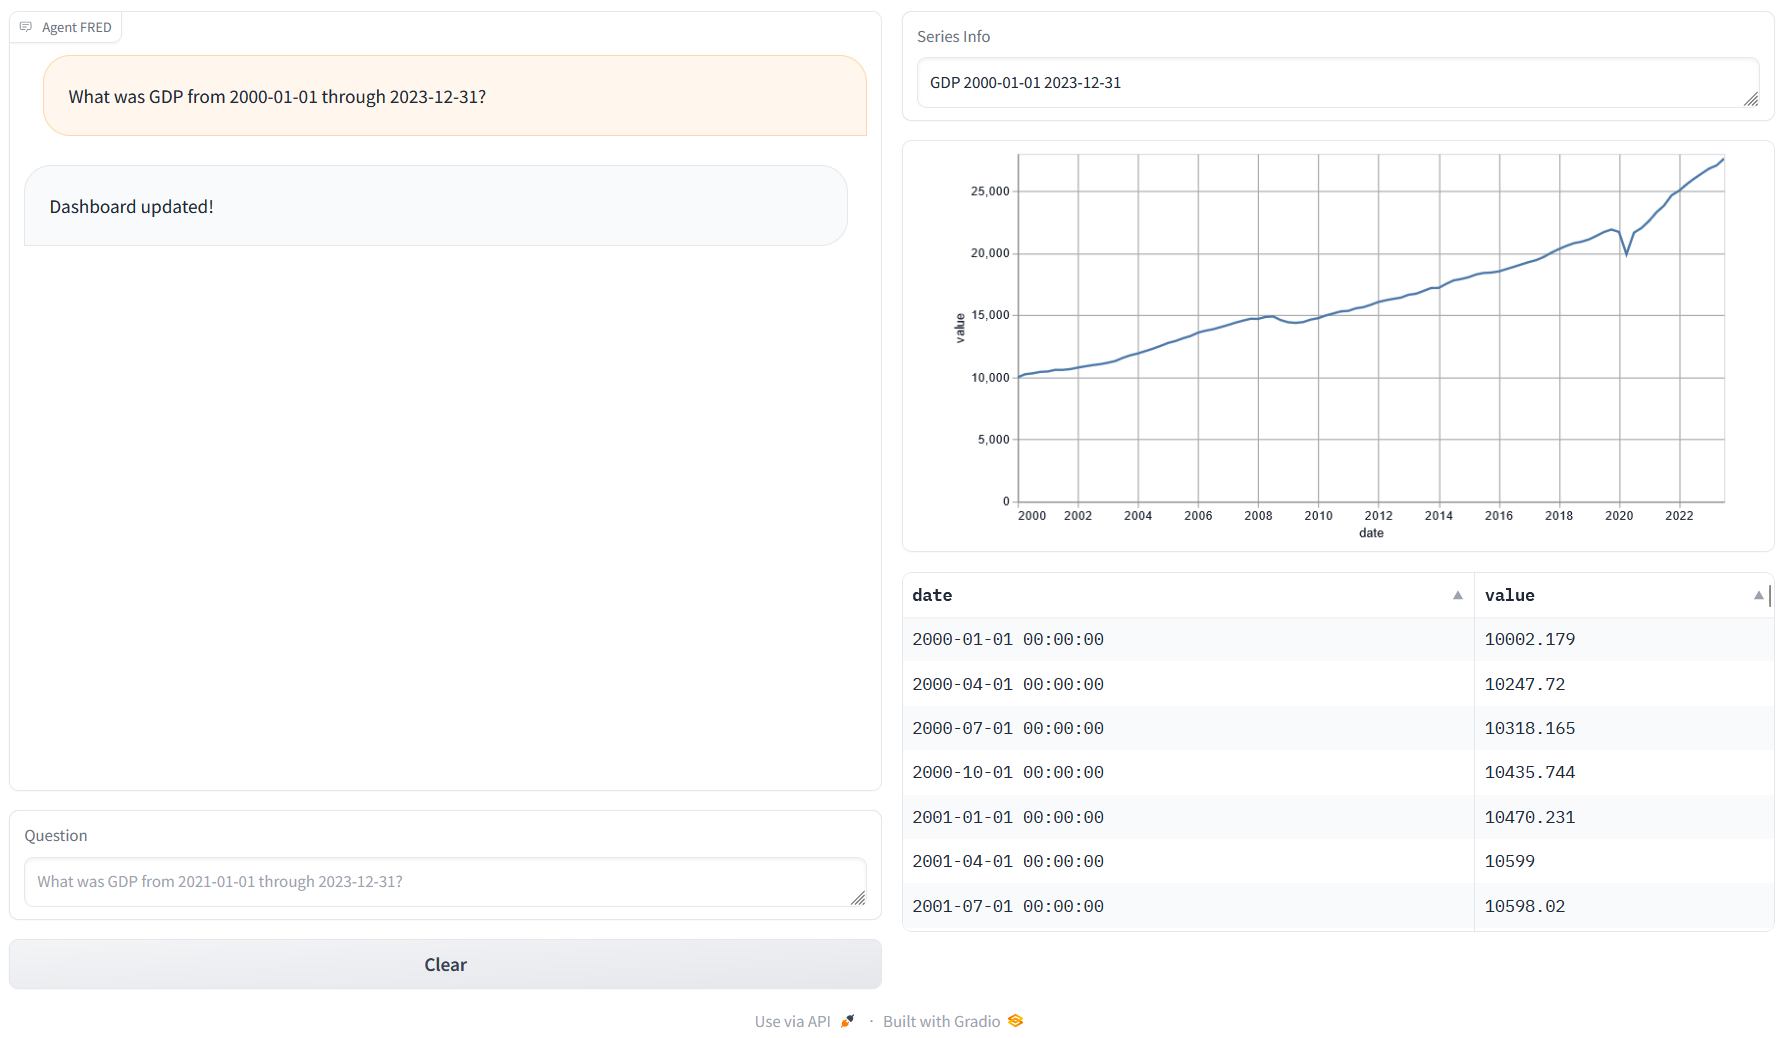 Agent FRED
What was GDP from 2000-01-01 through 2023-12-31?
Dashboard updated!
Question
What was GDP from 2021-01-01 through 2023-12-31?
Clear
Series Info
GDP 2000-01-01 2023-12-31
value
25,000
20,000
15,000
10,000
5,000
0
2000 2002 2004 2006 2008 2010 2012 2014 2016 2018 2020 2022
date
date value
2000-01-01 00:00:00 10002.179
2000-04-01 00:00:00 10247.72
2000-07-01 00:00:00 10318.165
2000-10-01 00:00:00 10435.744
2001-01-01 00:00:00 10470.231
2001-04-01 00:00:00 10599
2001-07-01 00:00:00 10598.02
Use via API · Built with Gradio